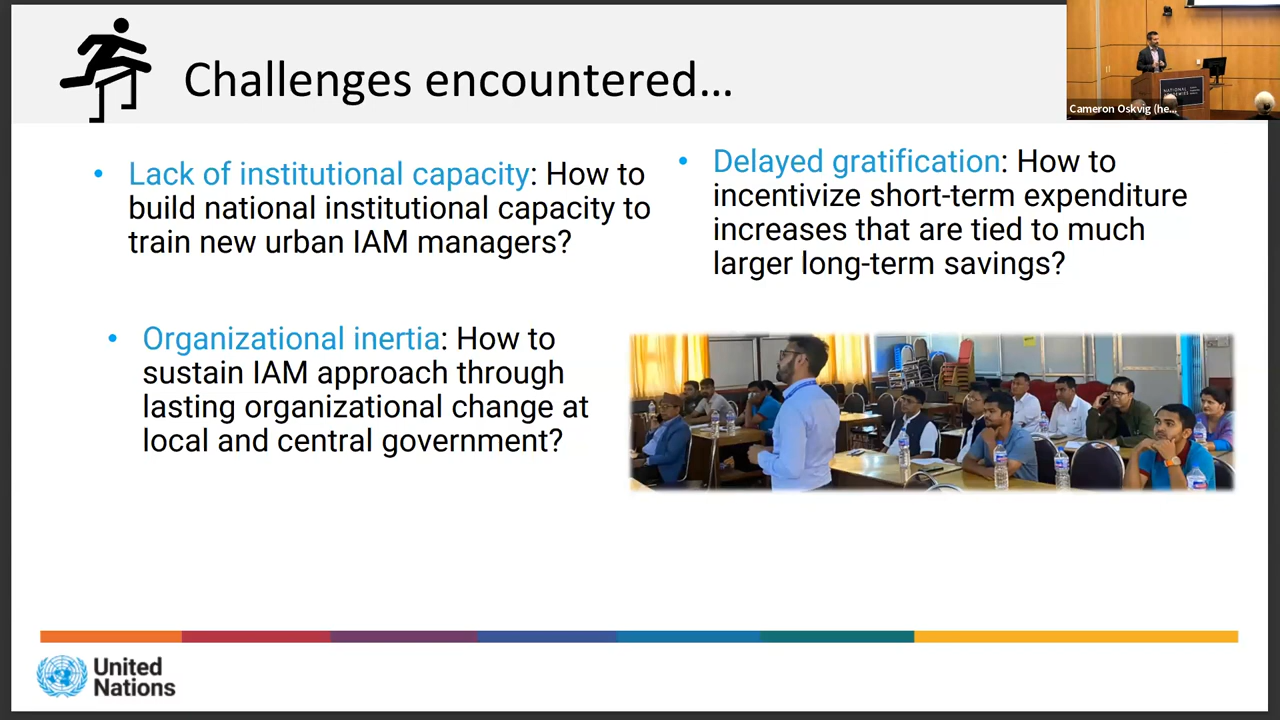 Challenges encountered…
Cameron Oskvig (he...
• Lack of institutional capacity: How to
build national institutional capacity to
train new urban IAM managers?
• Delayed gratification: How to
incentivize short-term expenditure
increases that are tied to much
larger long-term savings?
• Organizational inertia: How to
sustain IAM approach through
lasting organizational change at
local and central government?
NATIONAL
ACADEMIES
United
Nations